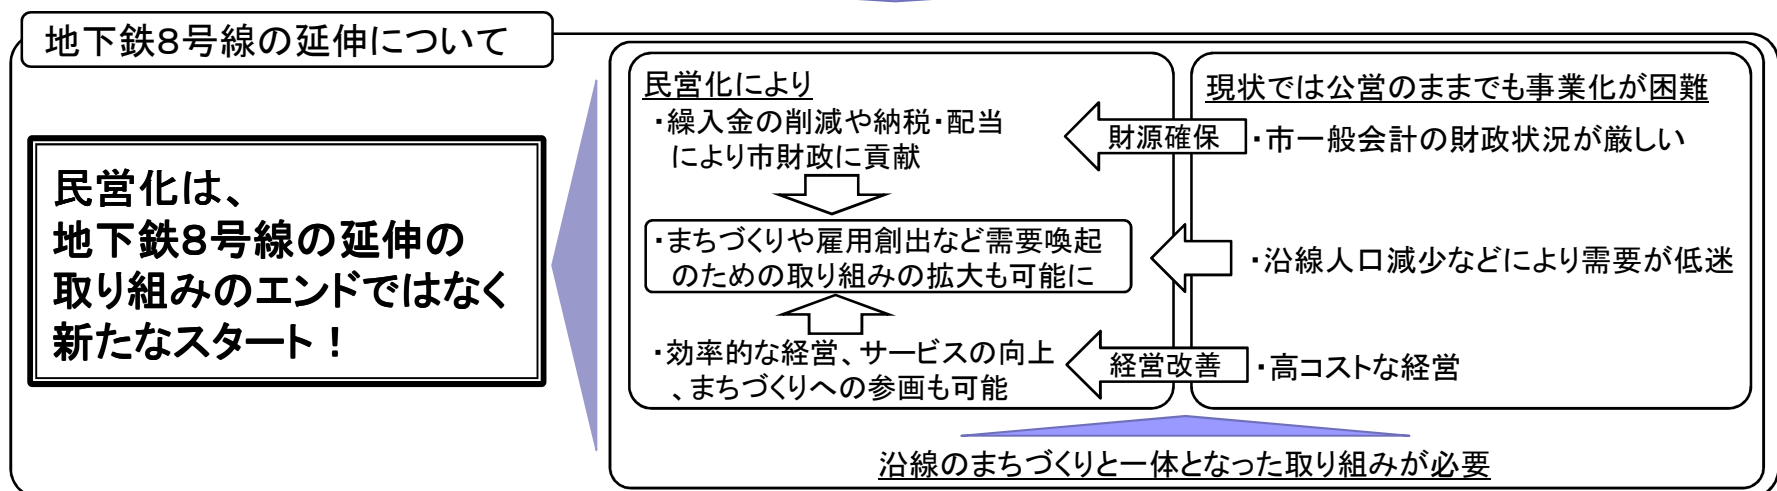 地下鉄8号線の延伸について
民営化は、
地下鉄8号線の延伸の
取り組みのエンドではなく
新たなスタート！
民営化により
・繰入金の削減や納税・配当
により市財政に貢献
・まちづくりや雇用創出など需要喚起
のための取り組みの拡大も可能に
・効率的な経営、サービスの向上
、まちづくりへの参画も可能
財源確保
経営改善
現状では公営のままでも事業化が困難
・市一般会計の財政状況が厳しい
・沿線人口減少などにより需要が低迷
・高コストな経営
沿線のまちづくりと一体となった取り組みが必要